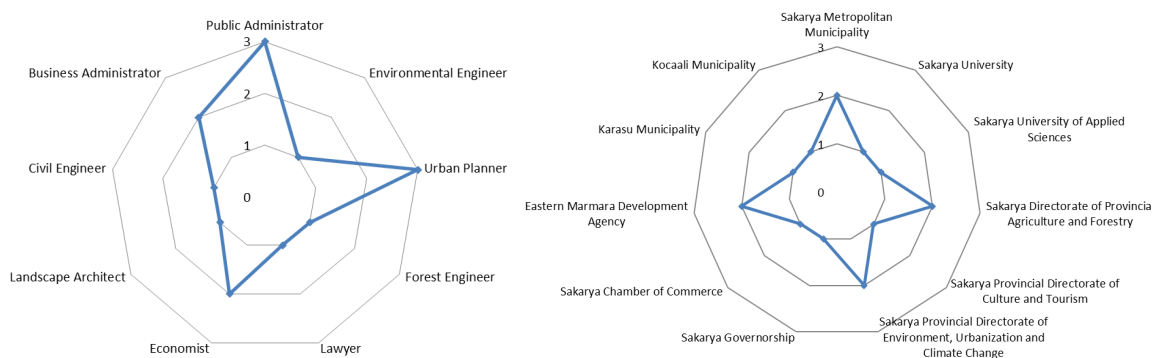 Public Administrator
3
Business Administrator
Environmental Engineer
2
1
Civil Engineer
Urban Planner
0
Landscape Architect
Forest Engineer
Economist
Lawyer
Sakarya Metropolitan
Municipality
3
Kocaali Municipality
Sakarya University
2
Karasu Municipality
Sakarya University of Applied
Sciences
1
0
Eastern Marmara Development
Agency
Sakarya Directorate of Provincia
Agriculture and Forestry
Sakarya Chamber of Commerce
Sakarya Provincial Directorate of
Culture and Tourism
Sakarya Governorship
Sakarya Provincial Directorate of
Environment, Urbanization and
Climate Change